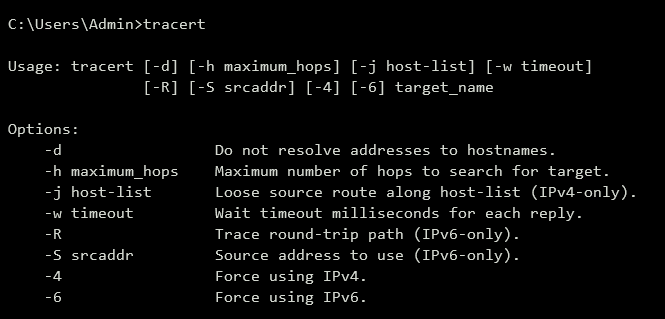 C:\Users\Admin>tracert
Usage: tracert [-d] [-h maximum_hops] [-j host-list] [-w timeout]
[-R] [-S srcaddr] [-4] [-6] target_name
Options:
-d Do not resolve addresses to hostnames.
-h maximum_hops Maximum number of hops to search for target.
-j host-list Loose source route along host-list (IPv4-only).
-w timeout Wait timeout milliseconds for each reply.
-R Trace round-trip path (IPv6-only).
-S srcaddr Source address to use (IPv6-only).
-4 Force using IPv4.
-6 Force using IPv6.